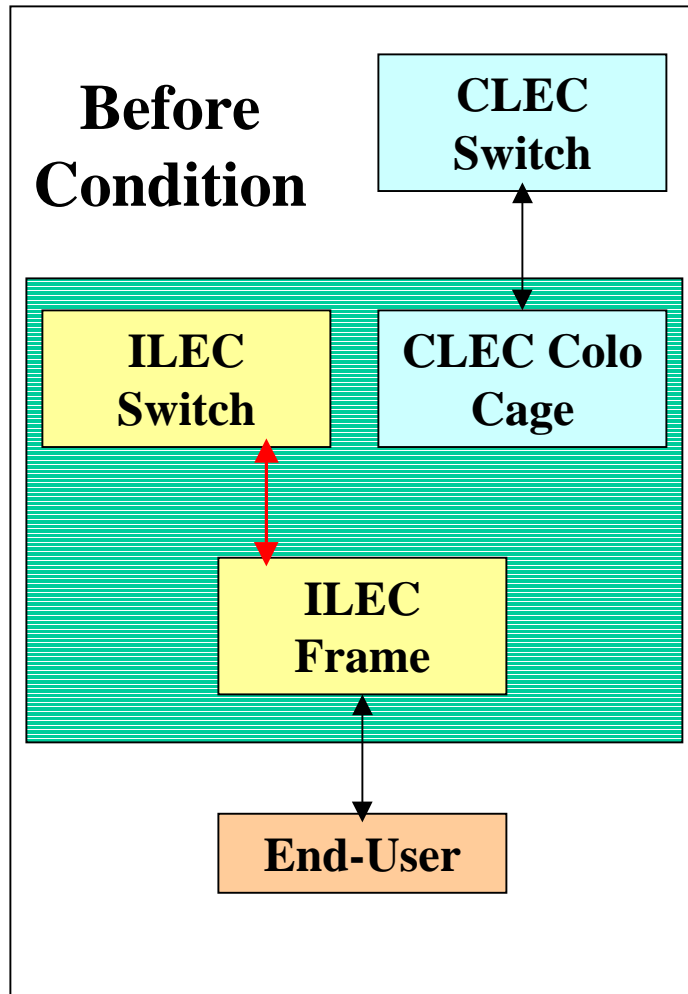 Before
Condition
CLEC
Switch
ILEC
Switch
CLEC Colo
Cage
ILEC
Frame
End-User